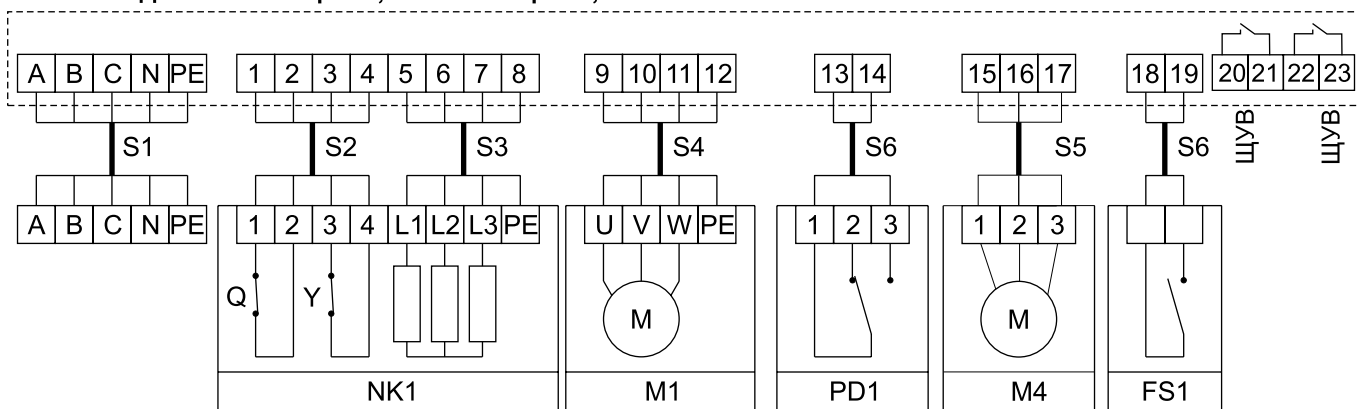 A B C N PE 1 2 3 4 5 6 7 8 9 10 11 12 13 14 15 16 17 18 19 20 21 22 23
ЩУВ ЩУВ
S1 S2 S3 S4 S6 S5 S6
A B C N PE 1 2 3 4 L1 L2 L3 PE U V W PE 1 2 3 1 2 3
Q Y M M
NK1 M1 PD1 M4 FS1